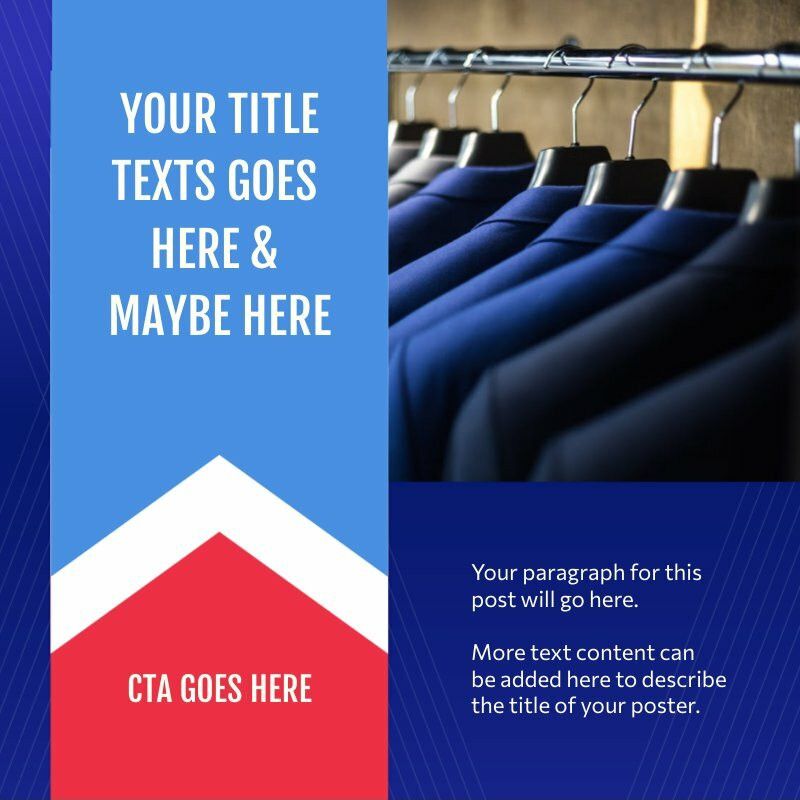 YOUR TITLE
TEXTS GOES
HERE &
MAYBE HERE
CTA GOES HERE
Your paragraph for this
post will go here.
More text content can
be added here to describe
the title of your poster.